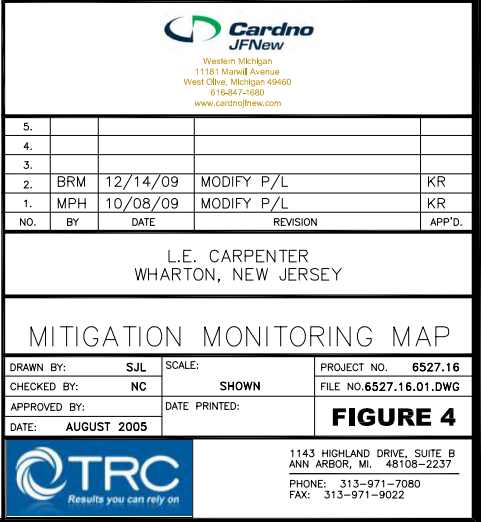 Cardno
JFNew
Western Michigan
11181 Marwill Avenue
West Olive, Michigan 49460
616-847-1680
www.cardnojfnew.com
5.
4.
3.
2. BRM 12/14/09 MODIFY P/L KR
1. MPH 10/08/09 MODIFY P/L KR
NO. BY DATE REVISION APP'D.
L.E. CARPENTER
WHARTON, NEW JERSEY
MITIGATION MONITORING MAP
DRAWN BY: SJL SCALE: PROJECT NO. 6527.16
CHECKED BY: NC SHOWN FILE NO. 6527.16.01.DWG
APPROVED BY: DATE PRINTED: FIGURE 4
DATE: AUGUST 2005
TRC
Results you can rely on
1143 HIGHLAND DRIVE, SUITE B
ANN ARBOR, MI. 48108-2237
PHONE: 313-971-7080
FAX: 313-971-9022